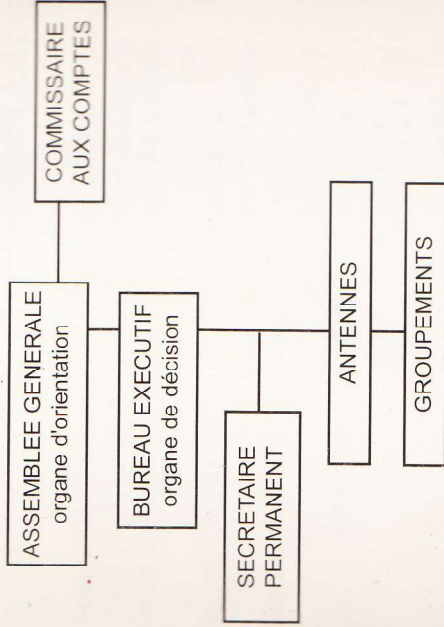 ASSEMBLEE GENERALE
organe d'orientation
COMMISSAIRE
AUX COMPTES
BUREAU EXECUTIF
organe de décision
SECRETAIRE
PERMANENT
ANTENNES
GROUPEMENTS